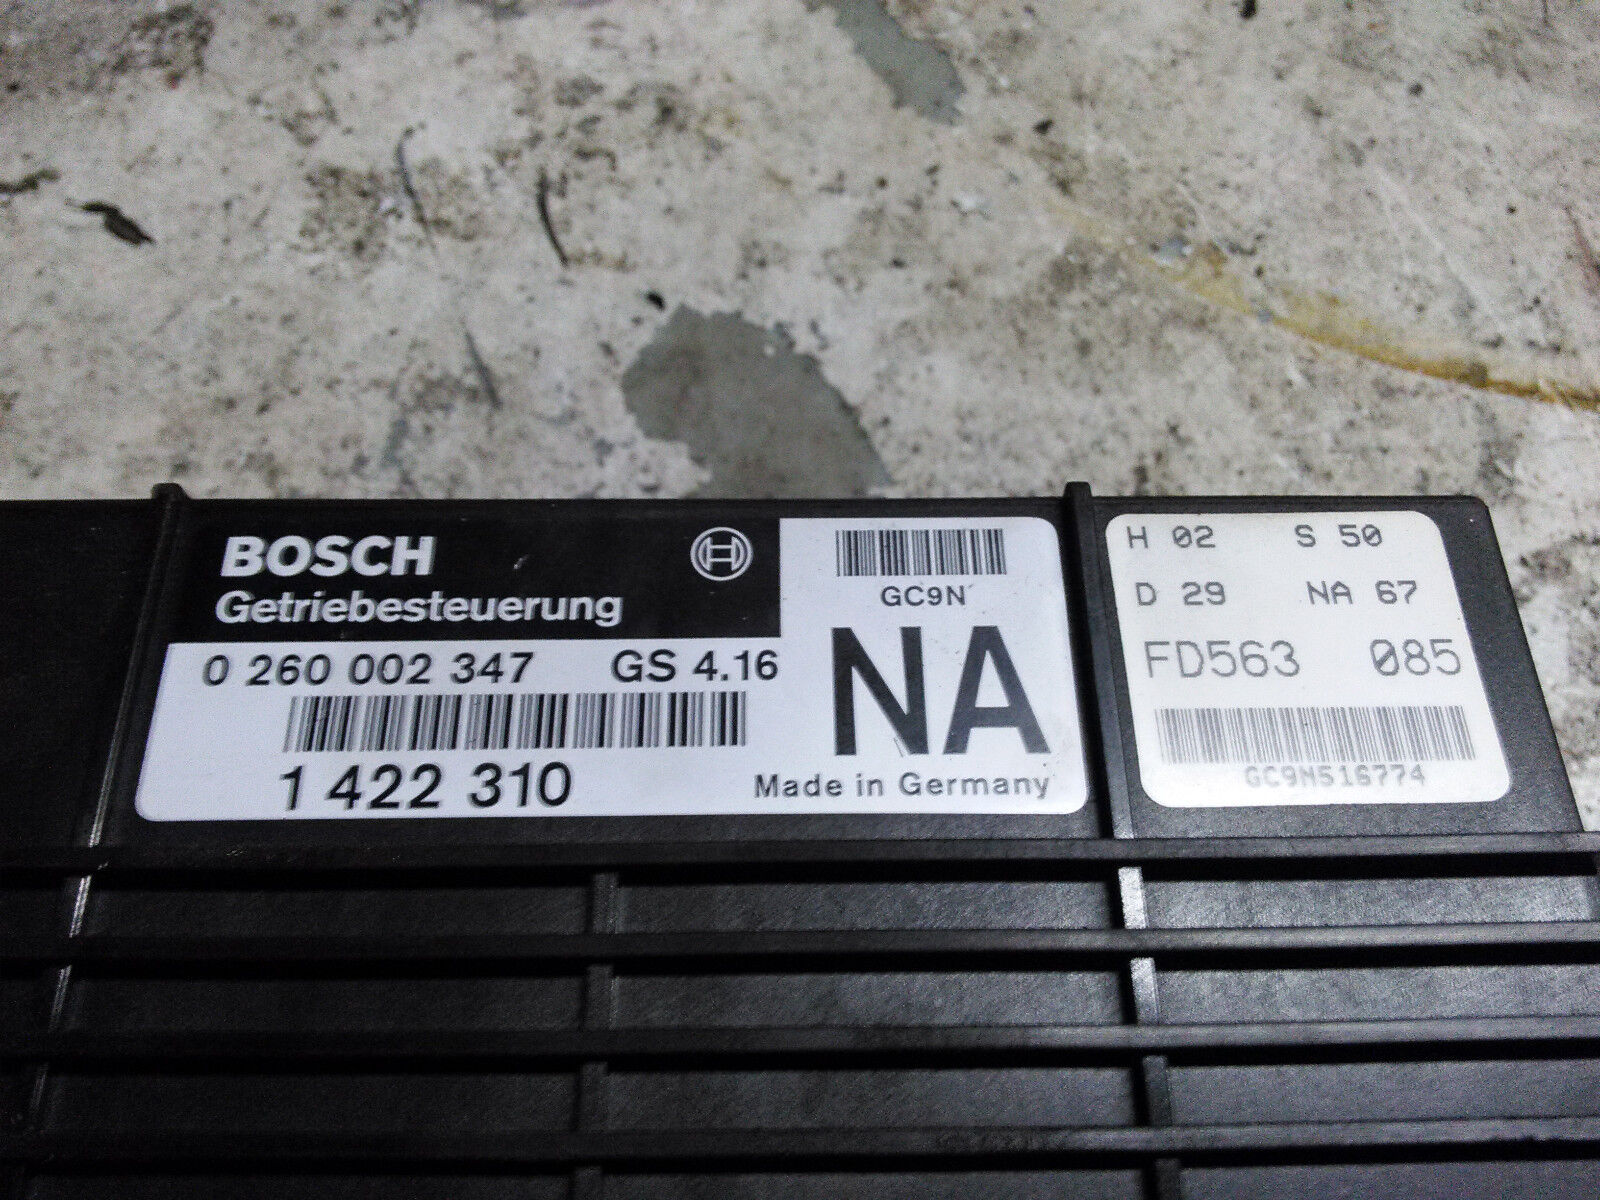 BOSCH
Getriebesteuerung
0 260 002 347 GS 4.16
1 422 310
GC9N
NA
Made in Germany
H 02 S 50
D 29 NA 67
FD563 085
GC9N516774